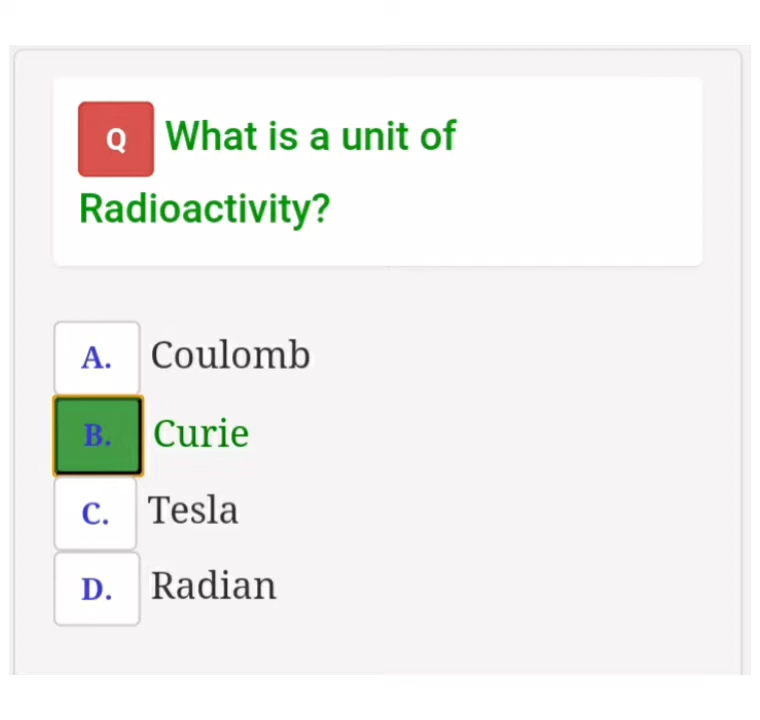 Q What is a unit of
Radioactivity?
A. Coulomb
B. Curie
C. Tesla
D. Radian